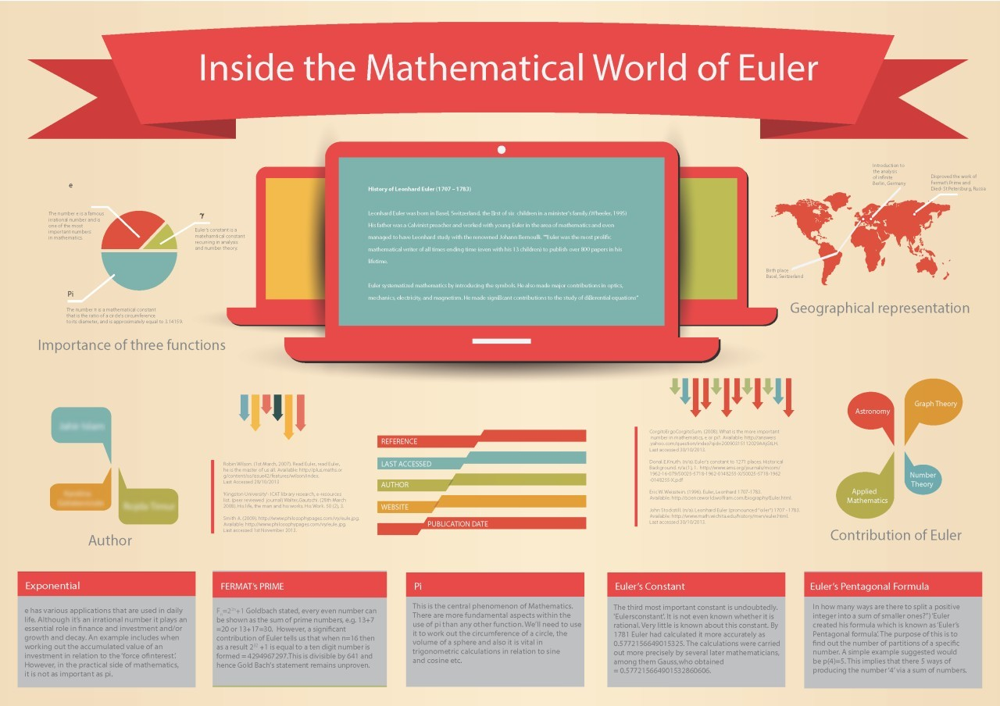 Inside the Mathematical World of Euler
e
The number e is a famous
irrational number and is
one of the most
important numbers
in mathematics.
γ
Euler's constant is a
matehamtical constant
recurring in analysis
and number theory.
Pi
The number π is a mathematical constant
that is the ratio of a circle's circumference
to its diameter, and is approximately equal to 3.14159.
Importance of three functions
History of Leonhard Euler (1707 – 1783)
Leonhard Euler was born in Basel, Switzerland, the first of six children in a minister's family.(Wheeler, 1995)
His father was a Calvinist preacher and worked with young Euler in the area of mathematics and even
managed to have Leonhard study with the renowned Johann Bernoulli. "'Euler was the most prolific
mathematical writer of all times ending time (even with his 13 children) to publish over 800 papers in his
lifetime.
Euler systematized mathematics by introducing the symbols. He also made major contributions in optics,
mechanics, electricity, and magnetism. He made significant contributions to the study of differential equations"
Introduction to
the analysis
of infinite
Berlin, Germany
Disproved the work of
Fermat's Prime and
Died- St Petersburg, Russia
Birth place
Basel, Switzerland
Geographical representation
Author
Robin Wilson. (1st March, 2007). Read Euler, read Euler,
he is the master of us all. Available: http://plus.maths.or
g/content/os/issue42/features/wilson/index.
Last Accessed 28/10/2013
'Kingston University'- ICAT library research, e-resources
list. (peer reviewed journal) Walter, Gautschi. (28th March
2008). His life, the man and his works. His Work. 50 (2), 3.
Smith A. (2009). http://www.philosophypages.com/vy/eule.jpg.
Available: http://www.philosophypages.com/vy/eule.jpg.
Last accessed 1st November 2013.
REFERENCE
LAST ACCESSED
AUTHOR
WEBSITE
PUBLICATION DATE
CorgitoErgoCorgitoSum. (2008). What is the more important
number in mathematics, e or pi?. Available: http://answers
.yahoo.com/question/index?qid=20090215112029AAjSl6H.
Last accessed 30/10/2013.
Donal.E.Knuth. (n/a). Euler's constant to 1271 places. Historical
Background. n/a (1), 1. http://www.ams.org/journals/mcom/
1962-16-079/S0025-5718-1962-0148255-X/S0025-5718-1962
-0148255-X.pdf.
Eric W. Weisstein. (1996). Euler, Leonhard 1707-1783.
Available: http://scienceworld.wolfram.com/biography/Euler.html.
John Stodratill. (n/a). Leonhard Euler (pronounced "oiler") 1707 - 1783.
Available: http://www.math.wichita.edu/history/men/euler.html.
Last accessed 30/10/2013.
Astronomy
Graph Theory
Applied
Mathematics
Number
Theory
Contribution of Euler
Exponential
e has various applications that are used in daily
life. Although it's an irrational number it plays an
essential role in finance and investment and/or
growth and decay. An example includes when
working out the accumulated value of an
investment in relation to the 'force ofinterest'.
However, in the practical side of mathematics,
it is not as important as pi.
FERMAT's PRIME
Goldbach stated, every even number can
be shown as the sum of prime numbers, e.g. 13+7
=20 or 13+17=30. However, a significant
contribution of Euler tells us that when n=16 then
as a result 2³² +1 is equal to a ten digit number is
formed = 4294967297.This is divisible by 641 and
hence Gold Bach's statement remains unproven.
Pi
This is the central phenomenon of Mathematics.
There are more fundamental aspects within the
use of pi than any other function. We'll need to use
it to work out the circumference of a circle, the
volume of a sphere and also it is vital in
trigonometric calculations in relation to sine
and cosine etc.
Euler's Constant
The third most important constant is undoubtedly.
'Eulersconstant'. It is not even known whether it is
rational. Very little is known about this constant. By
1781 Euler had calculated it more accurately as
0.5772156649015325. The calculations were carried
out more precisely by several later mathematicians,
among them Gauss,who obtained
= 0.577215664901532860606.
Euler's Pentagonal Formula
In how many ways are there to split a positive
integer into a sum of smaller ones?") 'Euler
created his formula which is known as 'Euler's
Pentagonal formula'. The purpose of this is to
find out the number of partitions of a specific
number. A simple example suggested would
be p(4)=5. This implies that there 5 ways of
producing the number '4' via a sum of numbers.